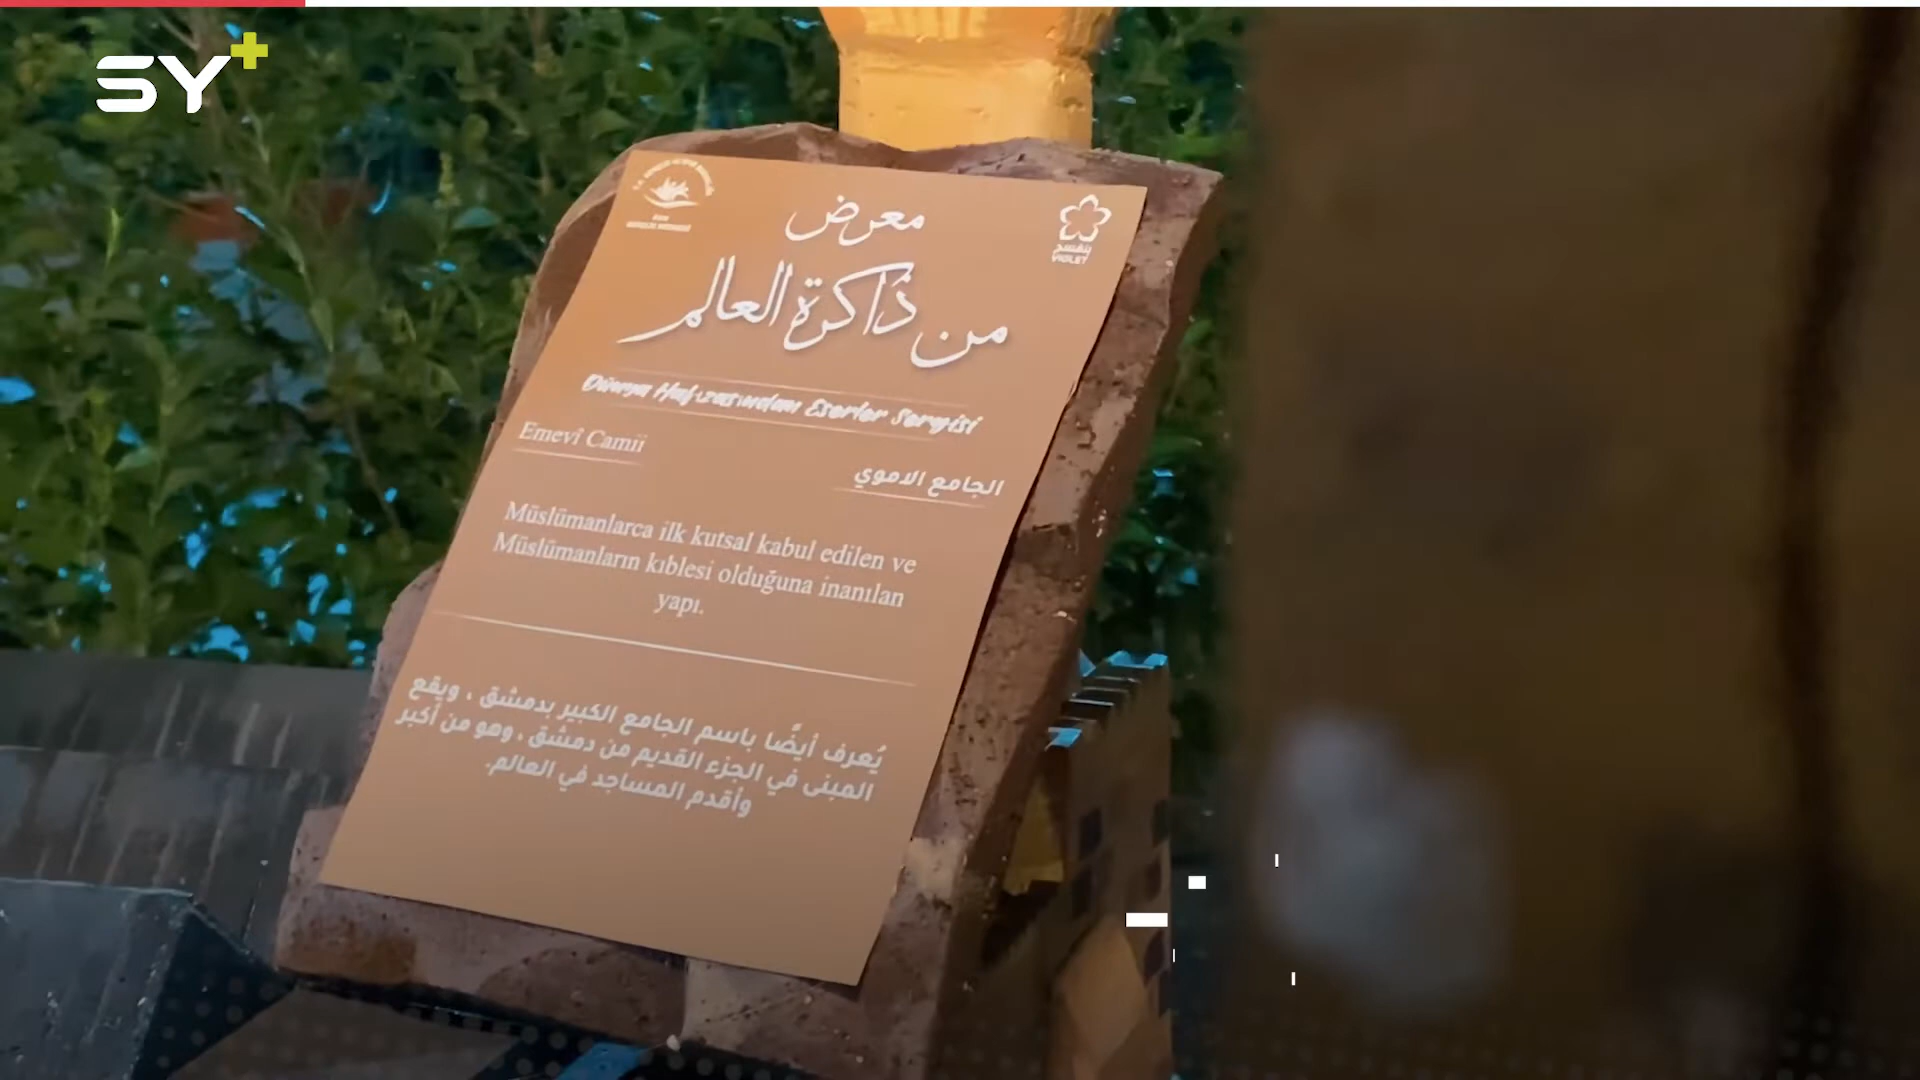 SY+
معرض
من ذاكرة العالم
بنفسج
VIOLET
Dünya Hafızasından Eserler Sergisi
Emevî Camii
الجامع الاموي
Müslümanlarca ilk kutsal kabul edilen ve
Müslümanların kıblesi olduğuna inanılan
yapı.
يُعرف أيضًا باسم الجامع الكبير بدمشق ، ويقع
المبنى في الجزء القديم من دمشق ، وهو من أكبر
وأقدم المساجد في العالم.